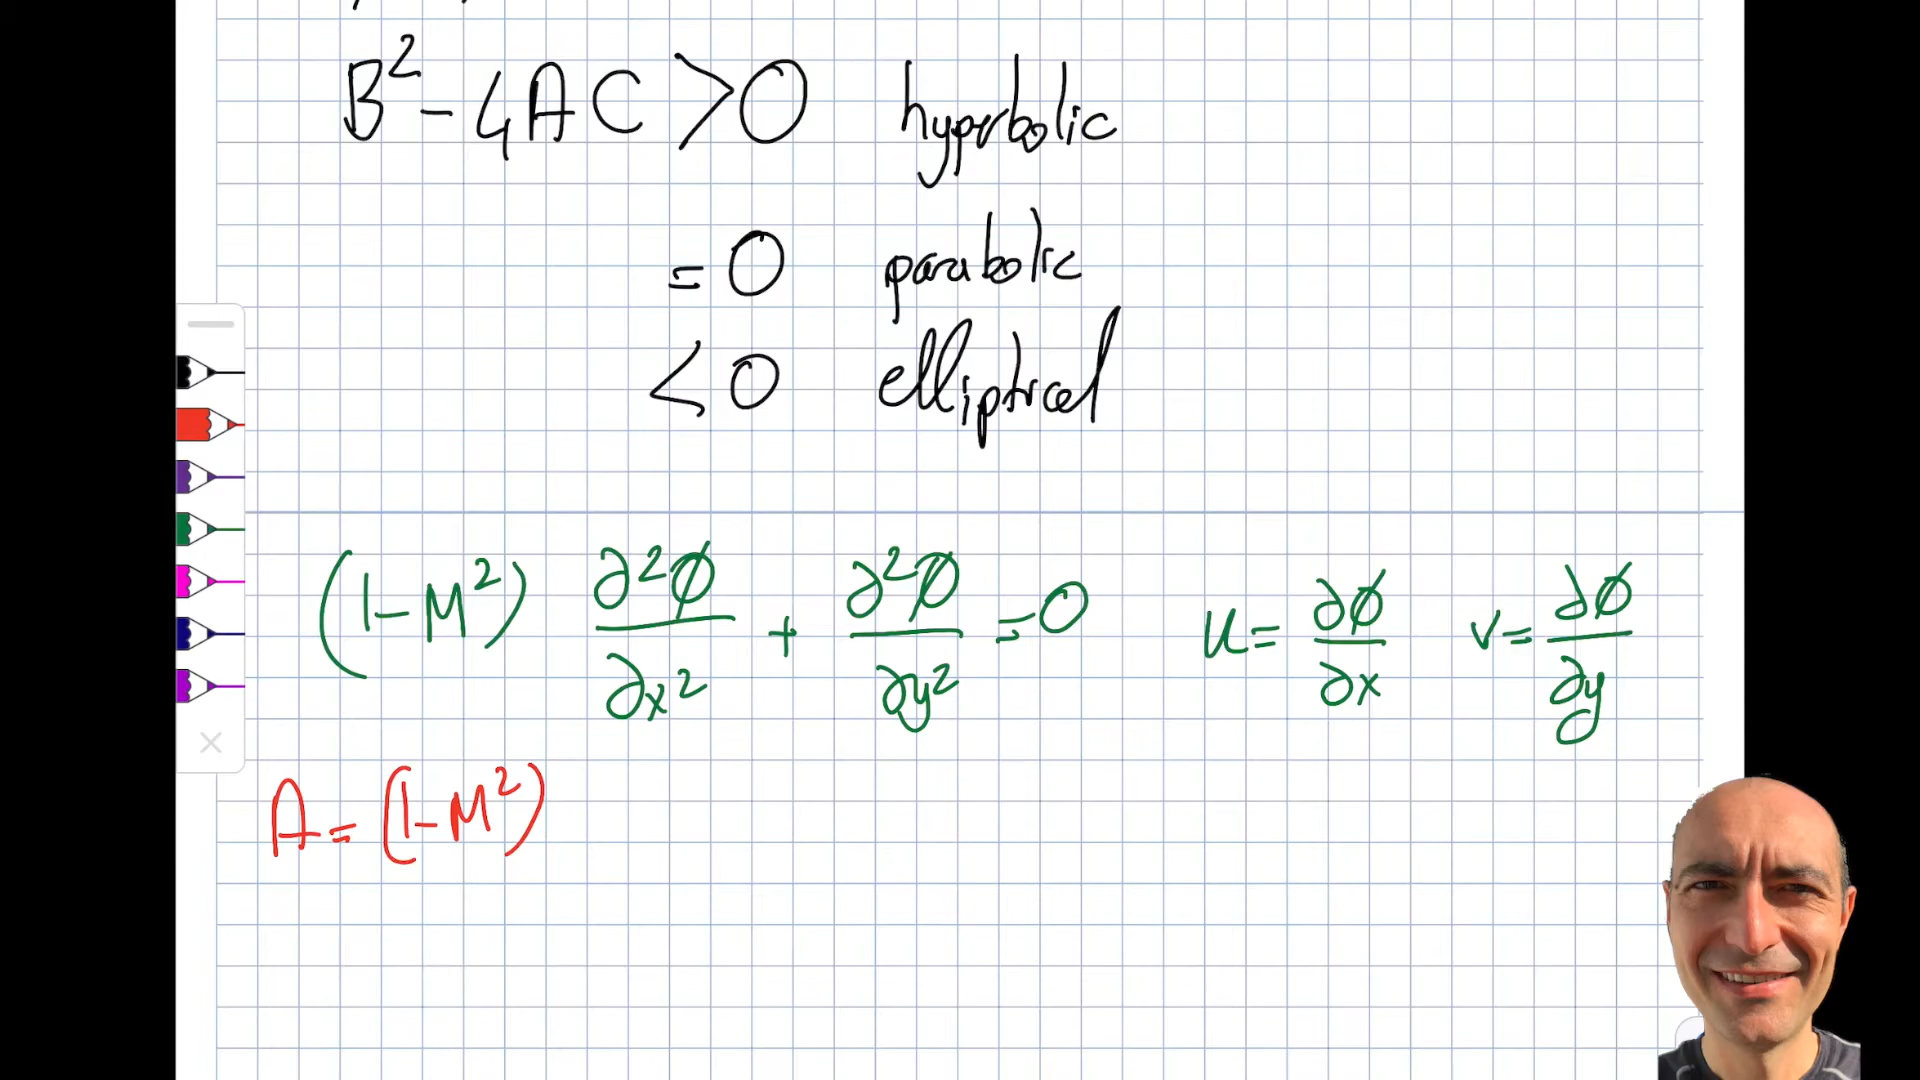 B² - 4AC > 0 hyperbolic
= 0 parabolic
< 0 elliptical
(1-M²) ∂²ϕ/∂x² + ∂²ϕ/∂y² = 0 u = ∂ϕ/∂x v = ∂ϕ/∂y
A = (1-M²)